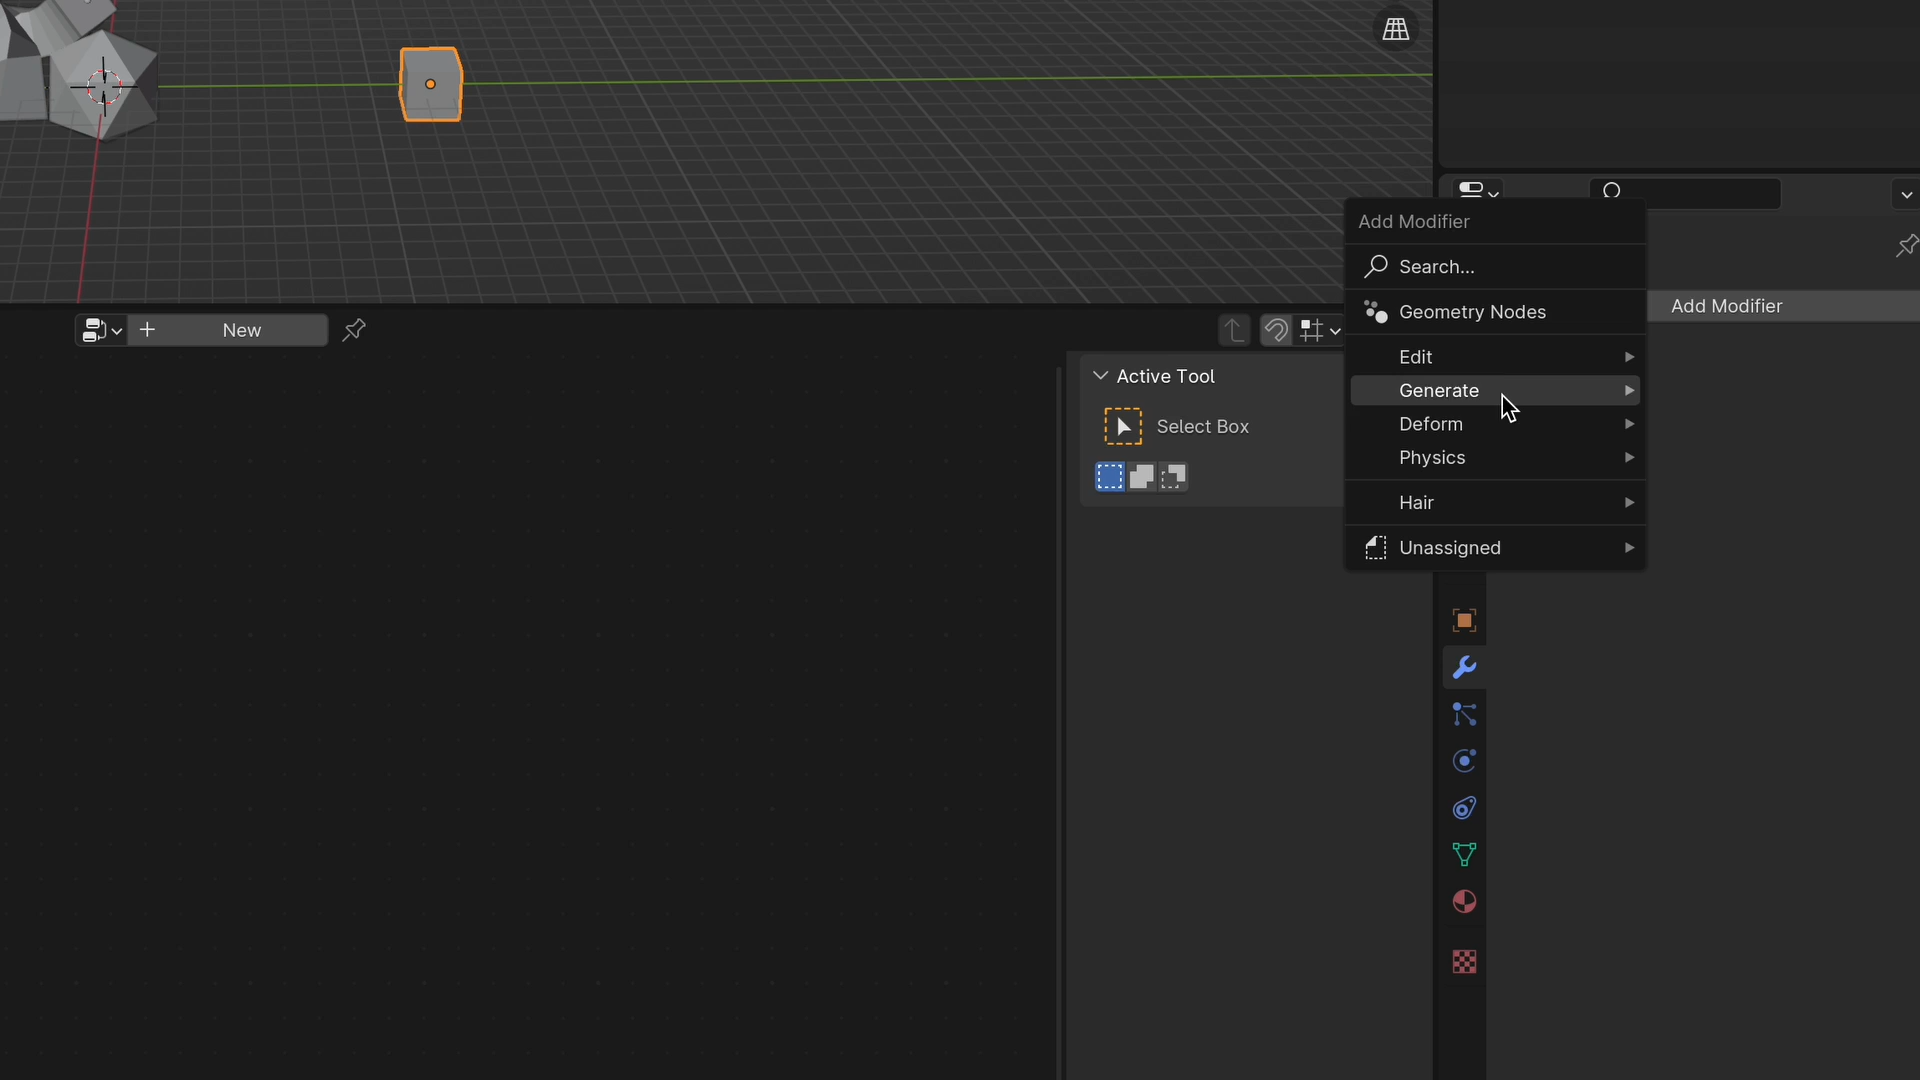 Add Modifier
Search...
Geometry Nodes
Add Modifier
New
Edit
Active Tool
Generate
Select Box
Deform
Physics
Hair
Unassigned